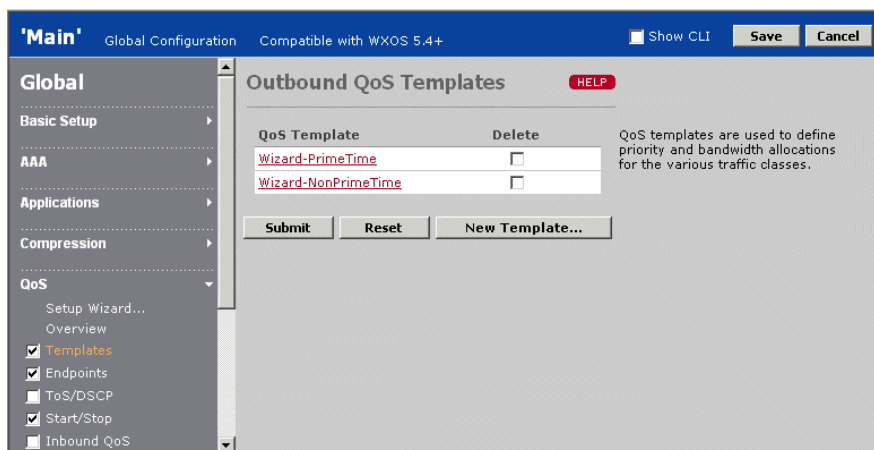 'Main' Global Configuration Compatible with WXOS 5.4+ Show CLI Save Cancel
Global
Basic Setup
AAA
Applications
Compression
QoS
Setup Wizard...
Overview
Templates
Endpoints
ToS/DSCP
Start/Stop
Inbound QoS
Outbound QoS Templates HELP
QoS Template Delete
Wizard-PrimeTime
Wizard-NonPrimeTime
Submit Reset New Template...
QoS templates are used to define
priority and bandwidth allocations
for the various traffic classes.